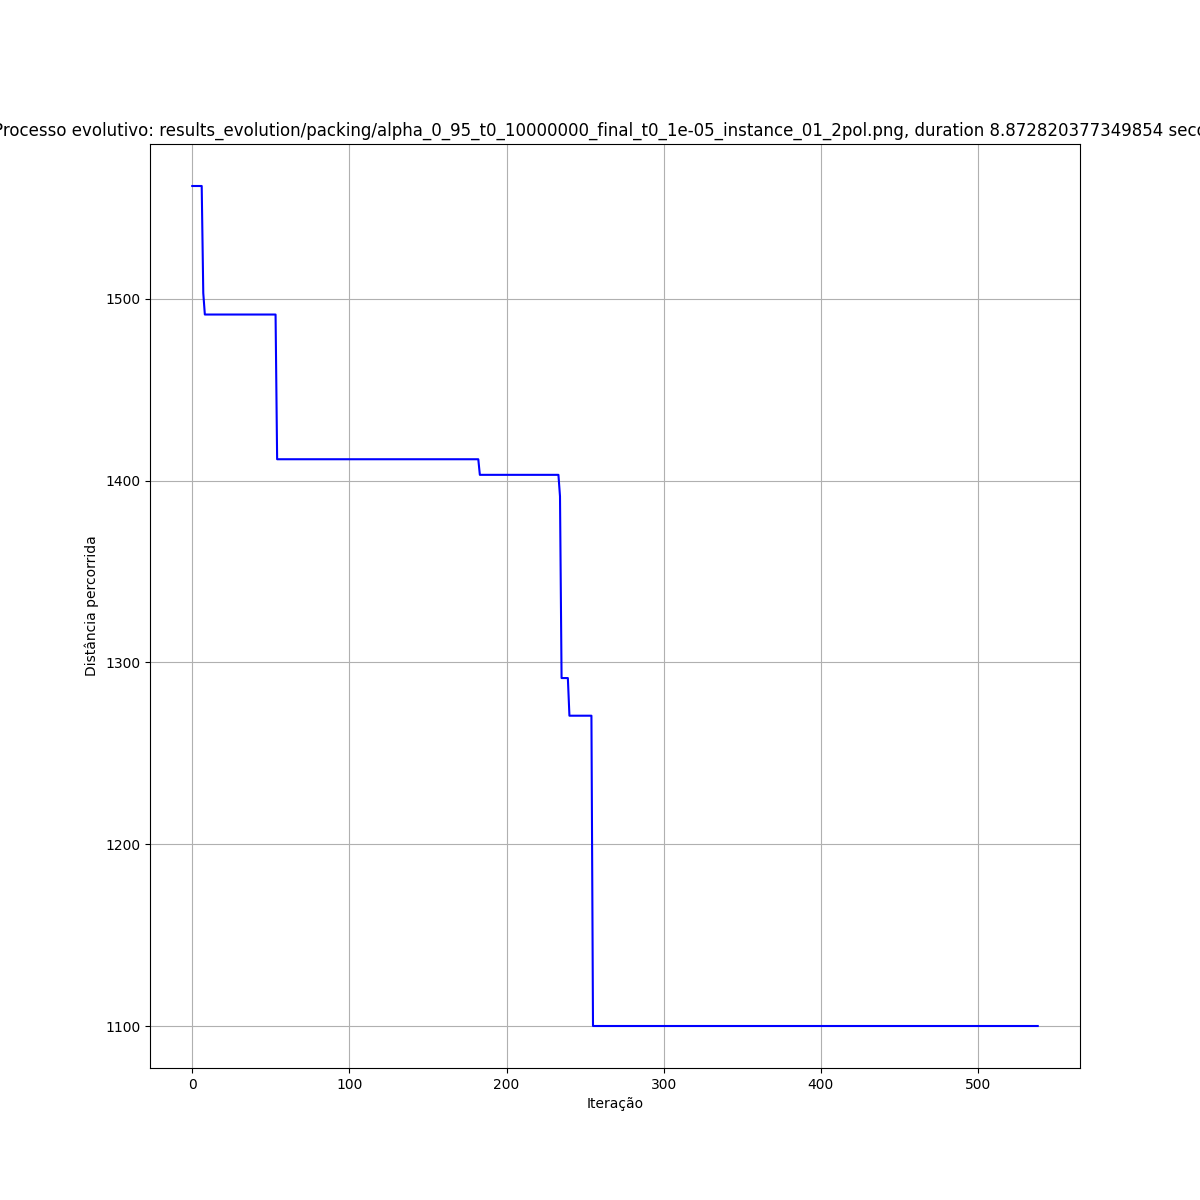 Processo evolutivo: results_evolution/packing/alpha_0_95_t0_10000000_final_t0_1e-05_instance_01_2pol.png, duration 8.872820377349854
1500
1400
1300
1200
1100
Distância percorrida
0 100 200 300 400 500
Iteração